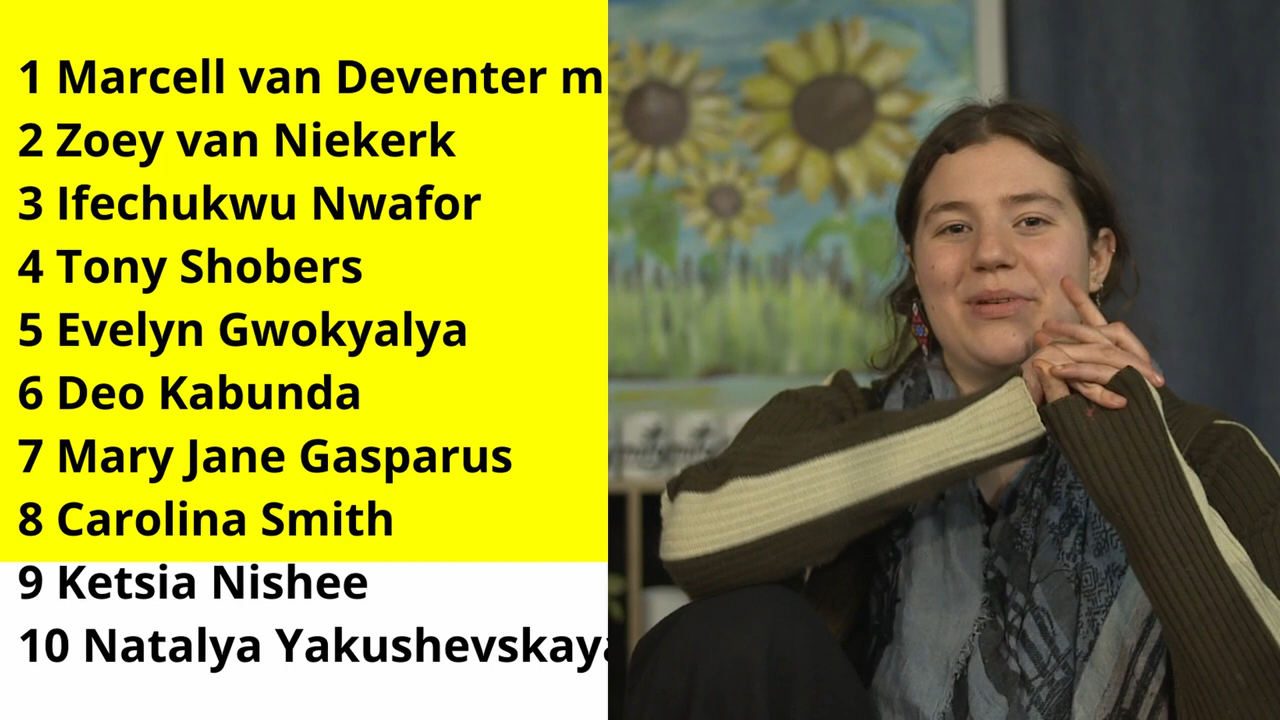 1 Marcell van Deventer m
2 Zoey van Niekerk
3 Ifechukwu Nwafor
4 Tony Shobers
5 Evelyn Gwokyalya
6 Deo Kabunda
7 Mary Jane Gasparus
8 Carolina Smith
9 Ketsia Nishee
10 Natalya Yakushevskaya